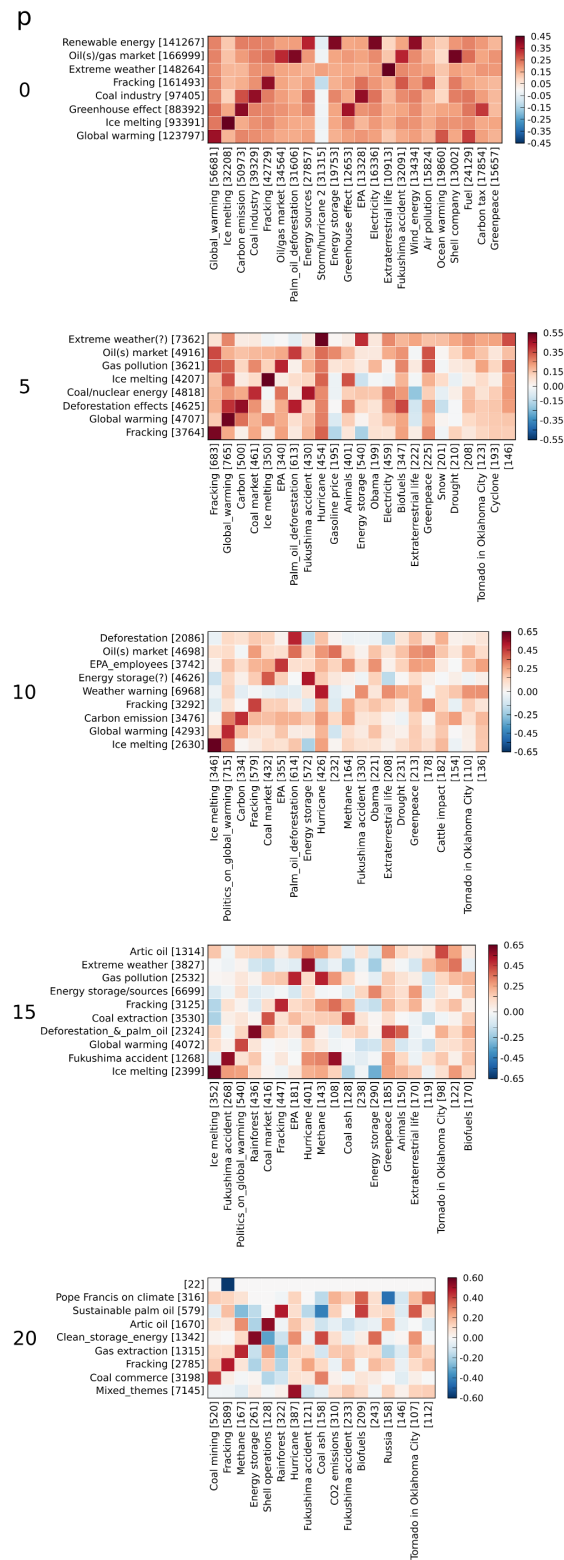 p
0
Renewable energy [141267]
Oil(s)/gas market [166999]
Extreme weather [148264]
Fracking [161493]
Coal industry [97405]
Greenhouse effect [88392]
Ice melting [93391]
Global warming [123797]
0.45
0.35
0.25
0.15
0.05
−0.05
−0.15
−0.25
−0.35
−0.45
Global_warming [56681]
Ice melting [32208]
Carbon emission [50973]
Coal industry [39329]
Fracking [42729]
Oil/gas market [34564]
Palm_oil_deforestation [31606]
Energy sources [27857]
Storm/hurricane 2 [31315]
Energy storage [19753]
Greenhouse effect [12653]
EPA [13328]
Electricity [16336]
Extraterrestrial life [10913]
Fukushima accident [32091]
Wind_energy [13434]
Air pollution [15824]
Ocean warming [19860]
Shell company [13002]
Fuel [24129]
Carbon tax [17854]
Greenpeace [15657]
5
Extreme weather(?) [7362]
Oil(s) market [4916]
Gas pollution [3621]
Ice melting [4207]
Coal/nuclear energy [4818]
Deforestation effects [4625]
Global warming [4707]
Fracking [3764]
0.55
0.35
0.15
−0.05
−0.15
−0.35
−0.55
Fracking [683]
Global_warming [765]
Carbon [500]
Coal market [461]
Ice melting [350]
EPA [340]
Palm_oil_deforestation [613]
Fukushima accident [430]
Hurricane [454]
Gasoline price [195]
Animals [401]
Energy storage [540]
Obama [199]
Electricity [459]
Extraterrestrial life [222]
Biofuels [347]
Greenpeace [225]
Snow [201]
Drought [210]
[208]
Tornado in Oklahoma City [123]
Cyclone [193]
[146]
10
Deforestation [2086]
Oil(s) market [4698]
EPA_employees [3742]
Energy storage(?) [4626]
Weather warning [6968]
Fracking [3292]
Carbon emission [3476]
Global warming [4293]
Ice melting [2630]
0.65
0.50
0.25
0.00
−0.25
−0.50
−0.65
Ice melting [346]
Politics_on_global_warming [715]
Carbon [334]
Fracking [579]
Coal market [432]
EPA [355]
Palm_oil_deforestation [614]
Energy storage [572]
Hurricane [426]
[232]
Methane [164]
Fukushima accident [330]
Obama [221]
Extraterrestrial life [208]
Drought [231]
Greenpeace [213]
[178]
Cattle impact [182]
[154]
Tornado in Oklahoma City [110]
[136]
15
Artic oil [1314]
Extreme weather [3827]
Gas pollution [2532]
Energy storage/sources [6699]
Fracking [3125]
Coal extraction [3530]
Deforestation_&_palm_oil [2324]
Global warming [4072]
Fukushima accident [1268]
Ice melting [2399]
0.65
0.45
0.25
0.05
−0.05
−0.25
−0.45
−0.65
Ice melting [352]
Fukushima accident [268]
Politics_on_global_warming [540]
Rainforest [436]
Coal market [416]
Fracking [447]
EPA [181]
Hurricane [401]
Methane [143]
[108]
Coal ash [128]
[238]
Energy storage [290]
Greenpeace [185]
Animals [150]
Extraterrestrial life [170]
[119]
Tornado in Oklahoma City [98]
[122]
Biofuels [170]
20
[22]
Pope Francis on climate [316]
Sustainable palm oil [579]
Artic oil [1670]
Clean_storage_energy [1342]
Gas extraction [1315]
Fracking [2785]
Coal commerce [3198]
Mixed_themes [7145]
0.60
0.40
0.20
0.00
−0.20
−0.40
−0.60
Coal mining [520]
Fracking [589]
Methane [167]
Energy storage [261]
Shell operations [128]
Rainforest [322]
Hurricane [387]
Fukushima accident [121]
Coal ash [158]
CO2 emissions [310]
Fukushima accident [233]
Biofuels [209]
[243]
Russia [158]
[146]
Tornado in Oklahoma City [107]
[112]